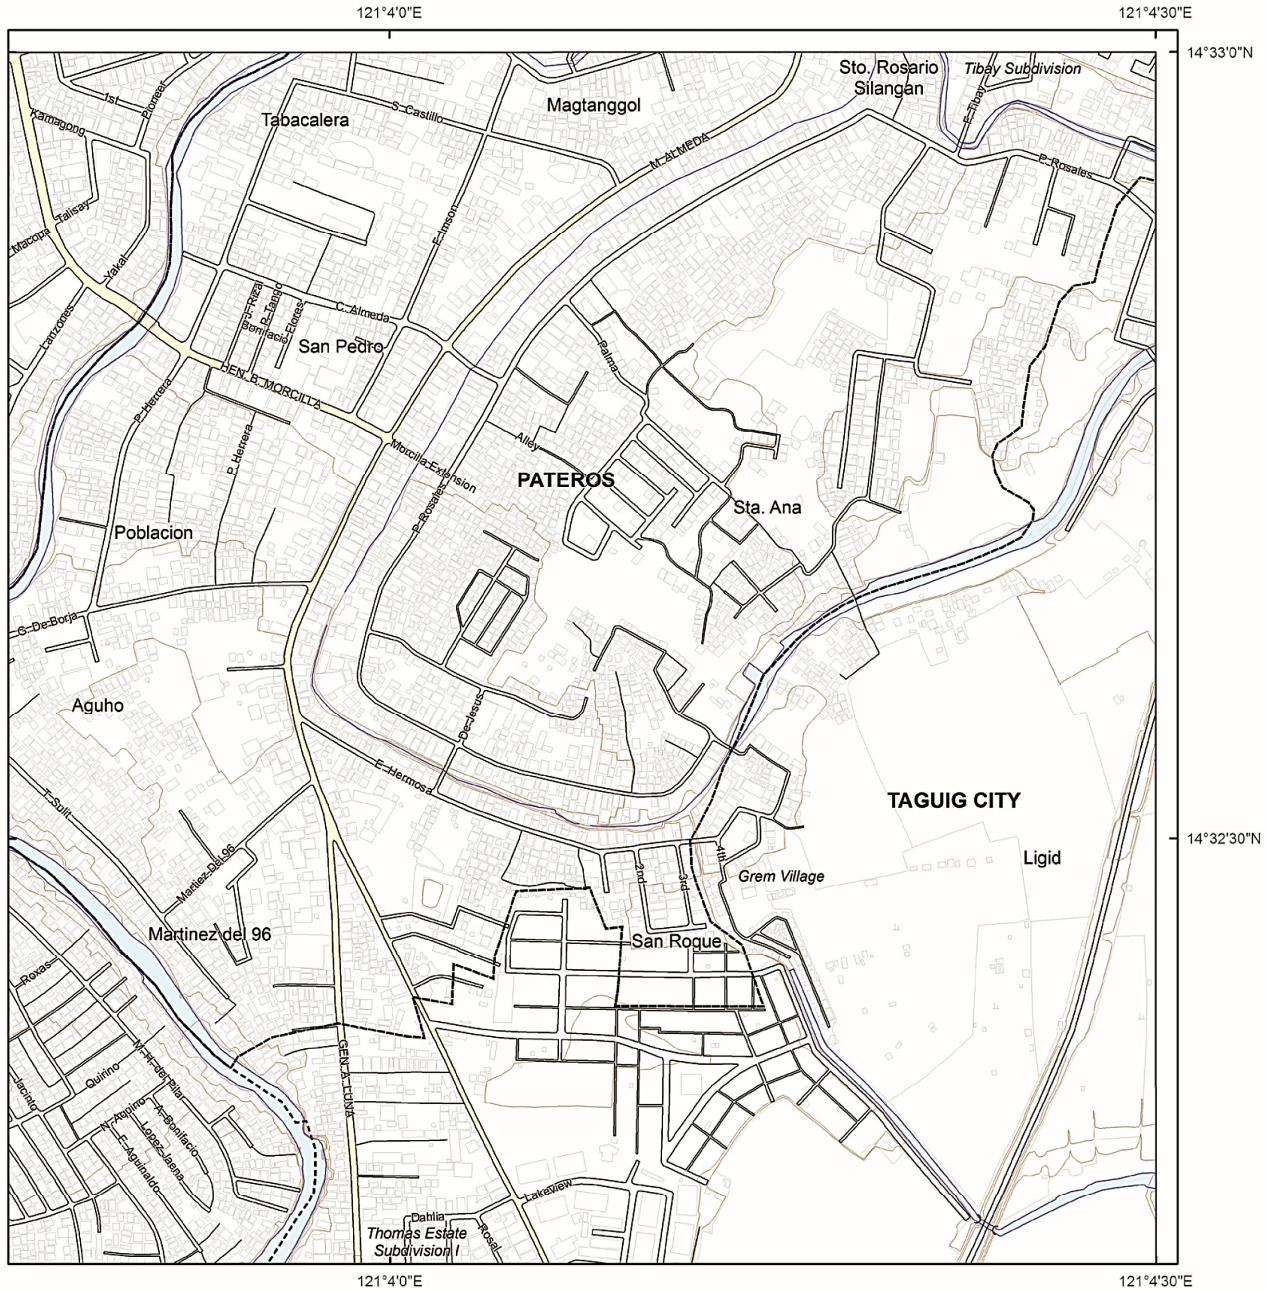 121°4'0"E
121°4'30"E
14°33'0"N
Sto. Rosario
Silangan
Tibay Subdivision
F. Tibay
1st
Pioneer
Kamagong
Tabacalera
S. Castillo
Magtanggol
M. ALMEDA
P. Rosales
Talisay
Macopa
Yakal
E. Imson
Lanzones
J. Rizal
P. Tango
Bonifacio
Flores
C. Almeda
San Pedro
Palma
HEN. B. MORCILLA
P. Herrera
P. Herrera
Morcilla Extension
Alley
PATEROS
P. Rosales
Sta. Ana
Poblacion
G. De Borja
Aguho
De Jesus
E. Hermosa
T. Sulit
TAGUIG CITY
14°32'30"N
Ligid
Martiez Del 96
2nd
3rd
4th
Grem Village
Martinez del 96
San Roque
Roxas
M. H. del Pilar
Quirino
Jacinto
N. Aquino
A. Bonifacio
Lopez Jaena
E. Aguinaldo
GEN. A. LUNA
Lakeview
Dahlia
Rosal
Thomas Estate
Subdivision I
121°4'0"E
121°4'30"E